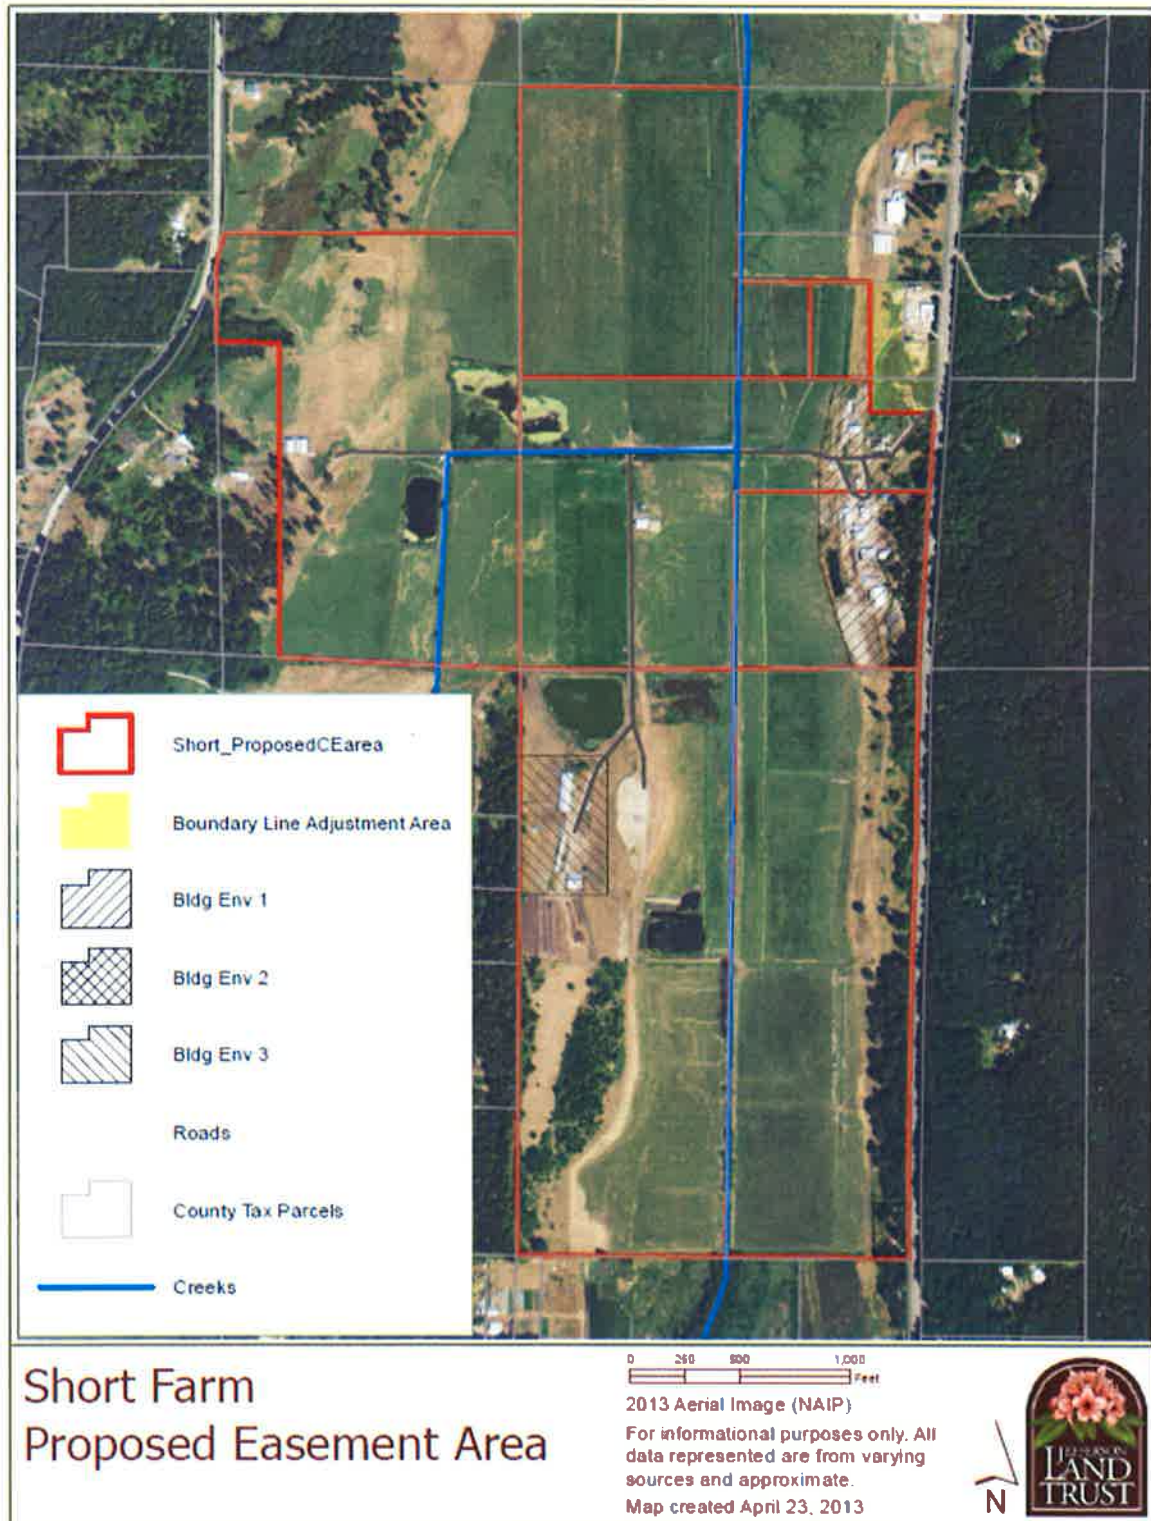 Short_ProposedCEarea
Boundary Line Adjustment Area
Bldg Env 1
Bldg Env 2
Bldg Env 3
Roads
County Tax Parcels
Creeks
Short Farm
Proposed Easement Area
0 250 500 1,000
Feet
2013 Aerial Image (NAIP)
For informational purposes only. All
data represented are from varying
sources and approximate.
Map created April 23, 2013
N
JEFFERSON
LAND
TRUST